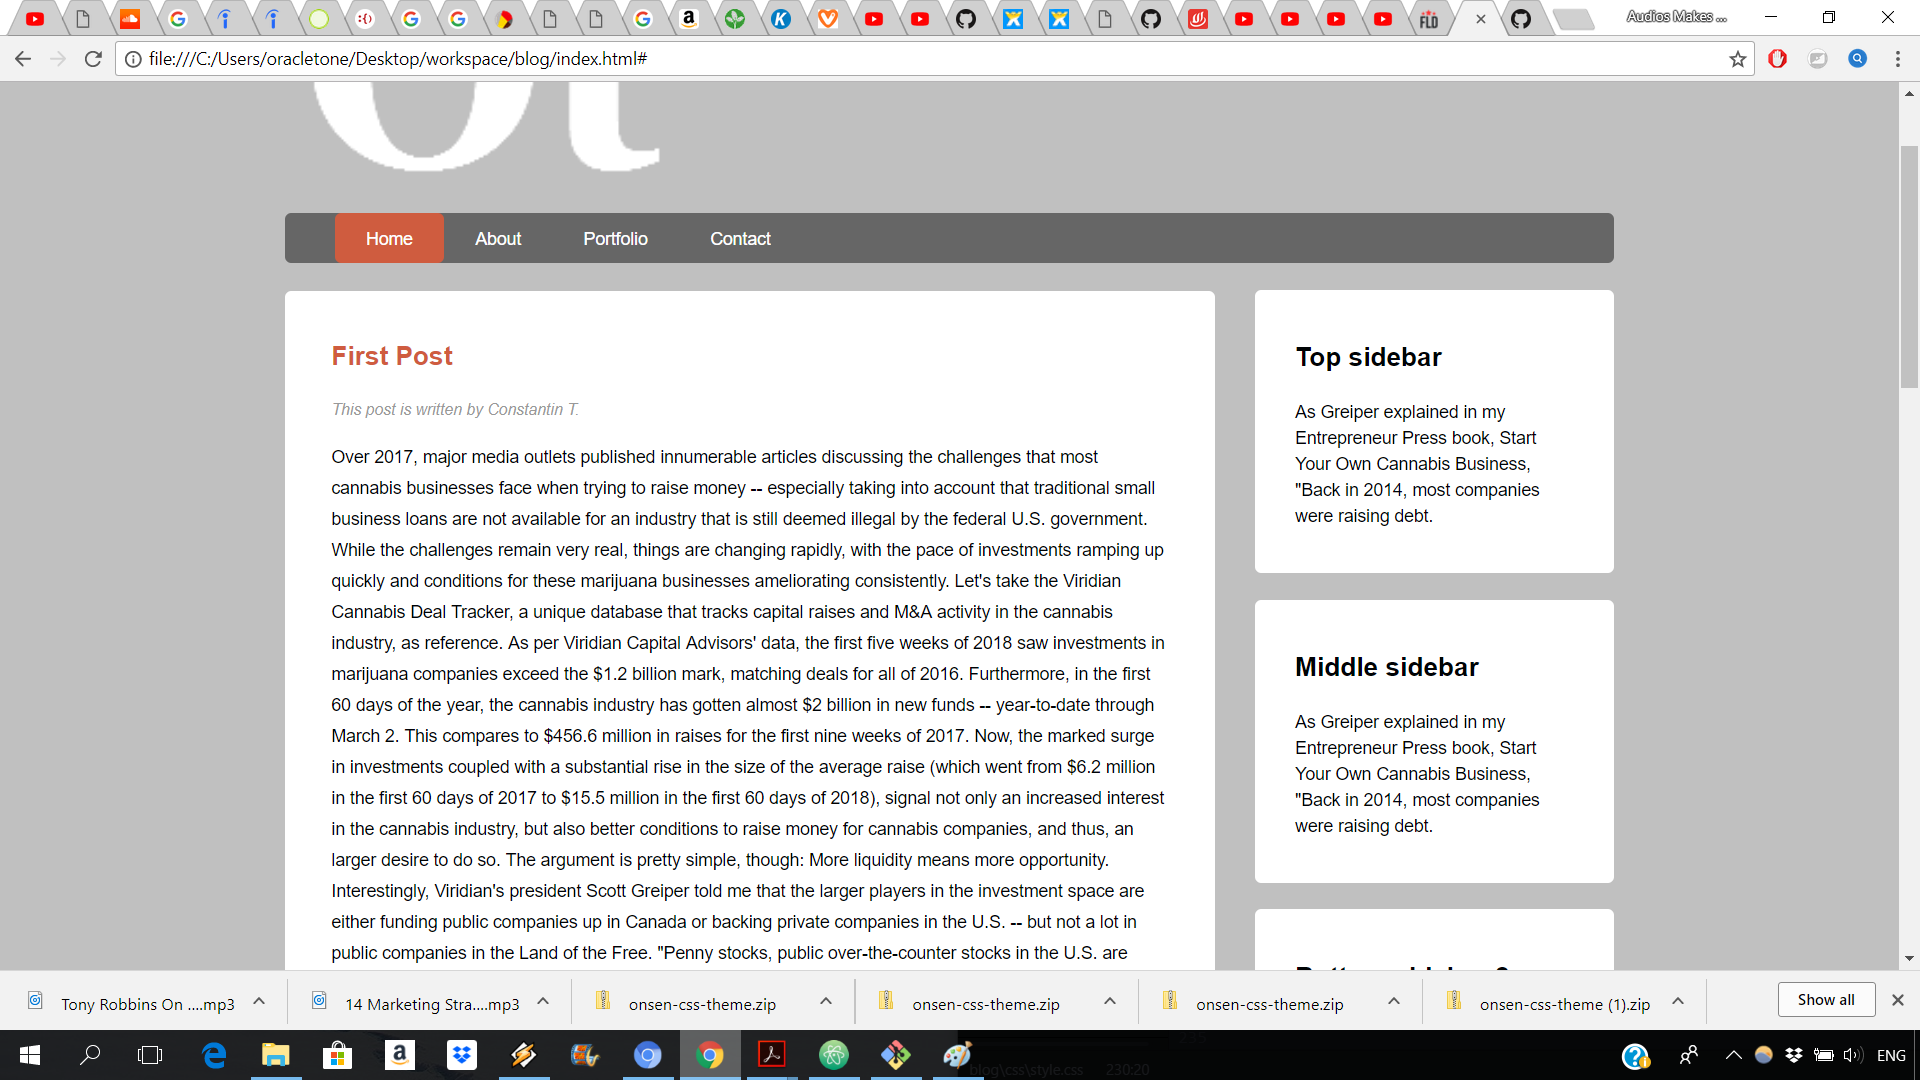 FLD
Audios Makes ...
file:///C:/Users/oracletone/Desktop/workspace/blog/index.html#
ot
Home About Portfolio Contact
First Post
This post is written by Constantin T.
Over 2017, major media outlets published innumerable articles discussing the challenges that most
cannabis businesses face when trying to raise money -- especially taking into account that traditional small
business loans are not available for an industry that is still deemed illegal by the federal U.S. government.
While the challenges remain very real, things are changing rapidly, with the pace of investments ramping up
quickly and conditions for these marijuana businesses ameliorating consistently. Let's take the Viridian
Cannabis Deal Tracker, a unique database that tracks capital raises and M&A activity in the cannabis
industry, as reference. As per Viridian Capital Advisors' data, the first five weeks of 2018 saw investments in
marijuana companies exceed the $1.2 billion mark, matching deals for all of 2016. Furthermore, in the first
60 days of the year, the cannabis industry has gotten almost $2 billion in new funds -- year-to-date through
March 2. This compares to $456.6 million in raises for the first nine weeks of 2017. Now, the marked surge
in investments coupled with a substantial rise in the size of the average raise (which went from $6.2 million
in the first 60 days of 2017 to $15.5 million in the first 60 days of 2018), signal not only an increased interest
in the cannabis industry, but also better conditions to raise money for cannabis companies, and thus, an
larger desire to do so. The argument is pretty simple, though: More liquidity means more opportunity.
Interestingly, Viridian's president Scott Greiper told me that the larger players in the investment space are
either funding public companies up in Canada or backing private companies in the U.S. -- but not a lot in
public companies in the Land of the Free. "Penny stocks, public over-the-counter stocks in the U.S. are
Top sidebar
As Greiper explained in my
Entrepreneur Press book, Start
Your Own Cannabis Business,
"Back in 2014, most companies
were raising debt.
Middle sidebar
As Greiper explained in my
Entrepreneur Press book, Start
Your Own Cannabis Business,
"Back in 2014, most companies
were raising debt.
Tony Robbins On ....mp3
14 Marketing Stra....mp3
onsen-css-theme.zip
onsen-css-theme.zip
onsen-css-theme.zip
onsen-css-theme (1).zip
Show all
ENG
blog\css\style.css 230:20